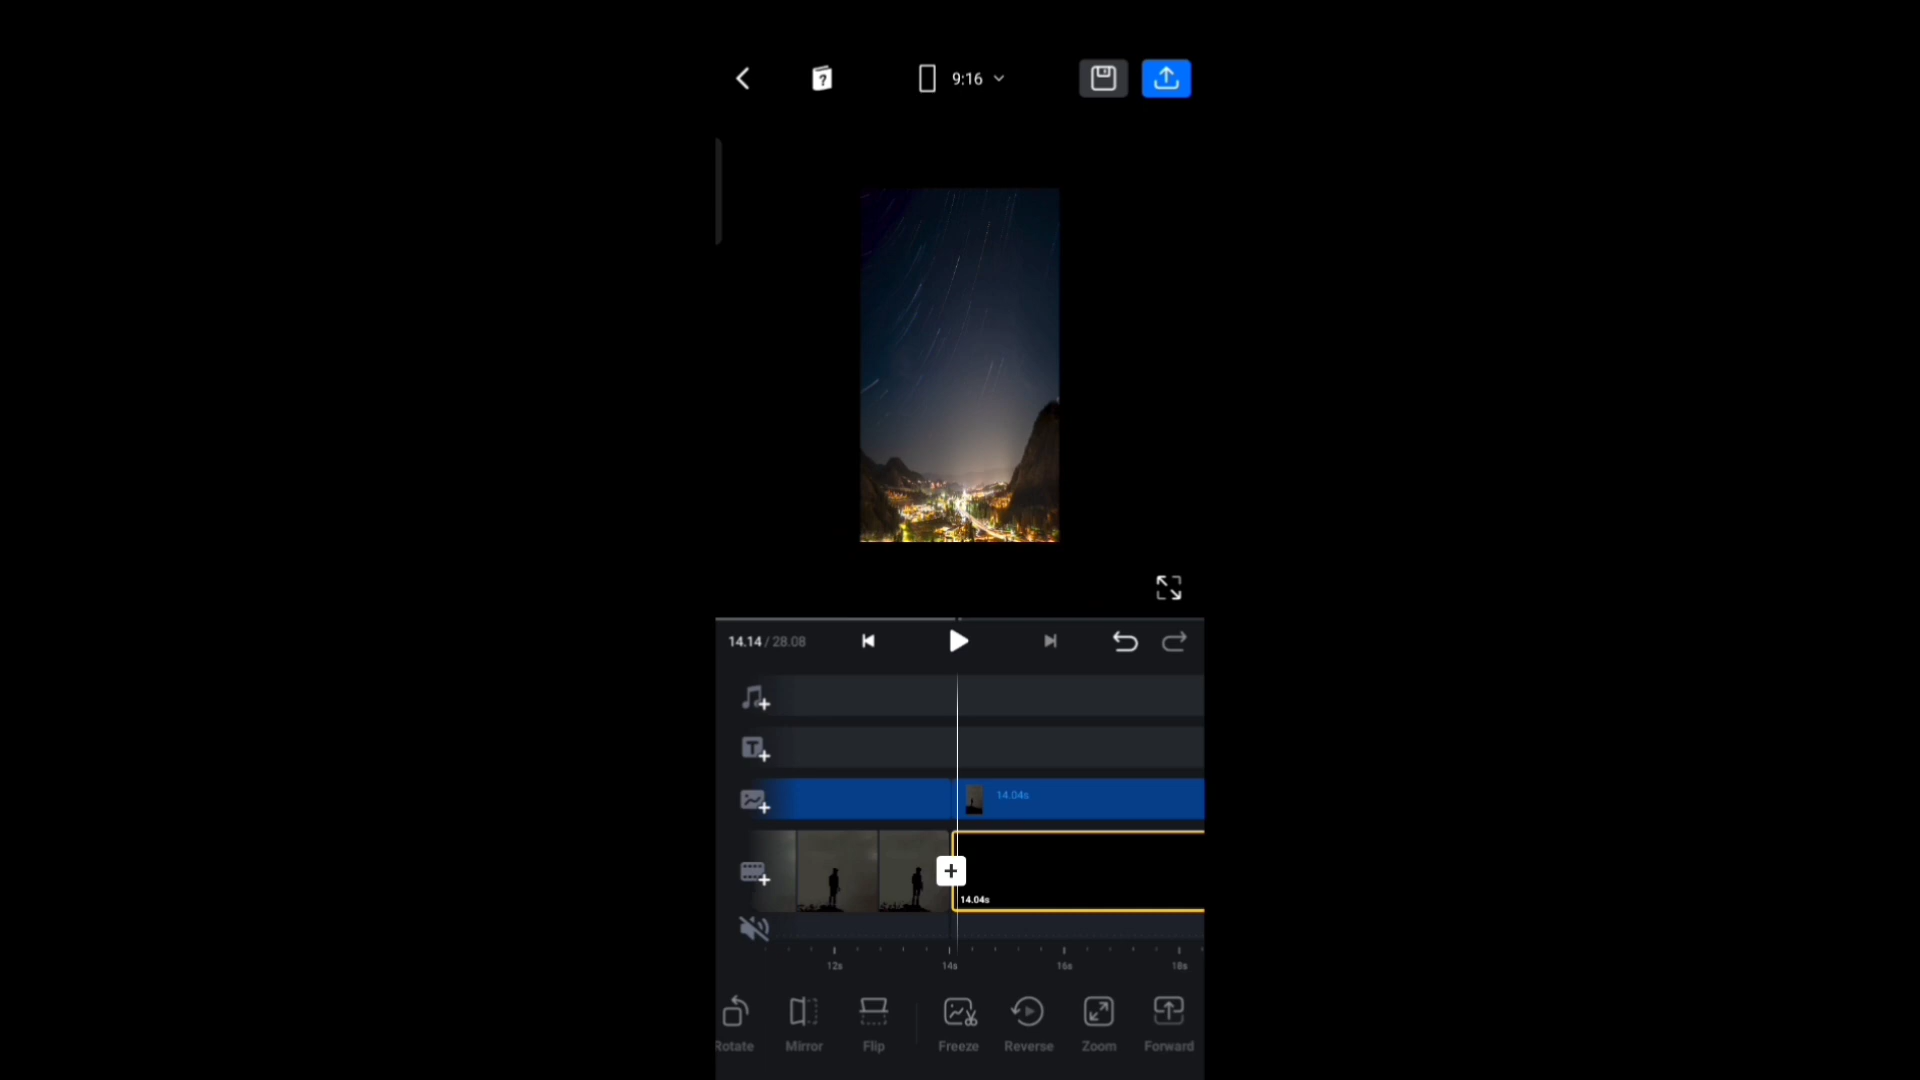 ?
9:16
14.14 / 28.08
T
14.04s
14.04s
12s 14s 16s 18s
Rotate Mirror Flip Freeze Reverse Zoom Forward